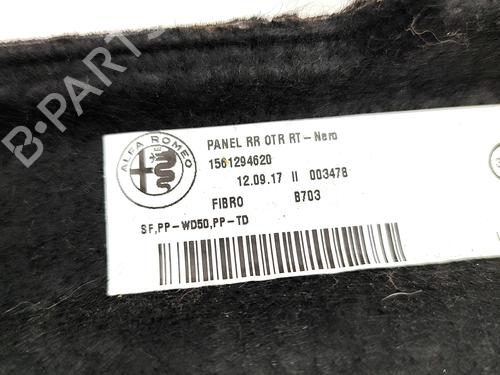 B-PARTS
PANEL RR OTR RT-Nero
ALFA ROMEO
1561294620
12.09.17 II 003478
FIBRO B703
SF,PP-WD50,PP-TD